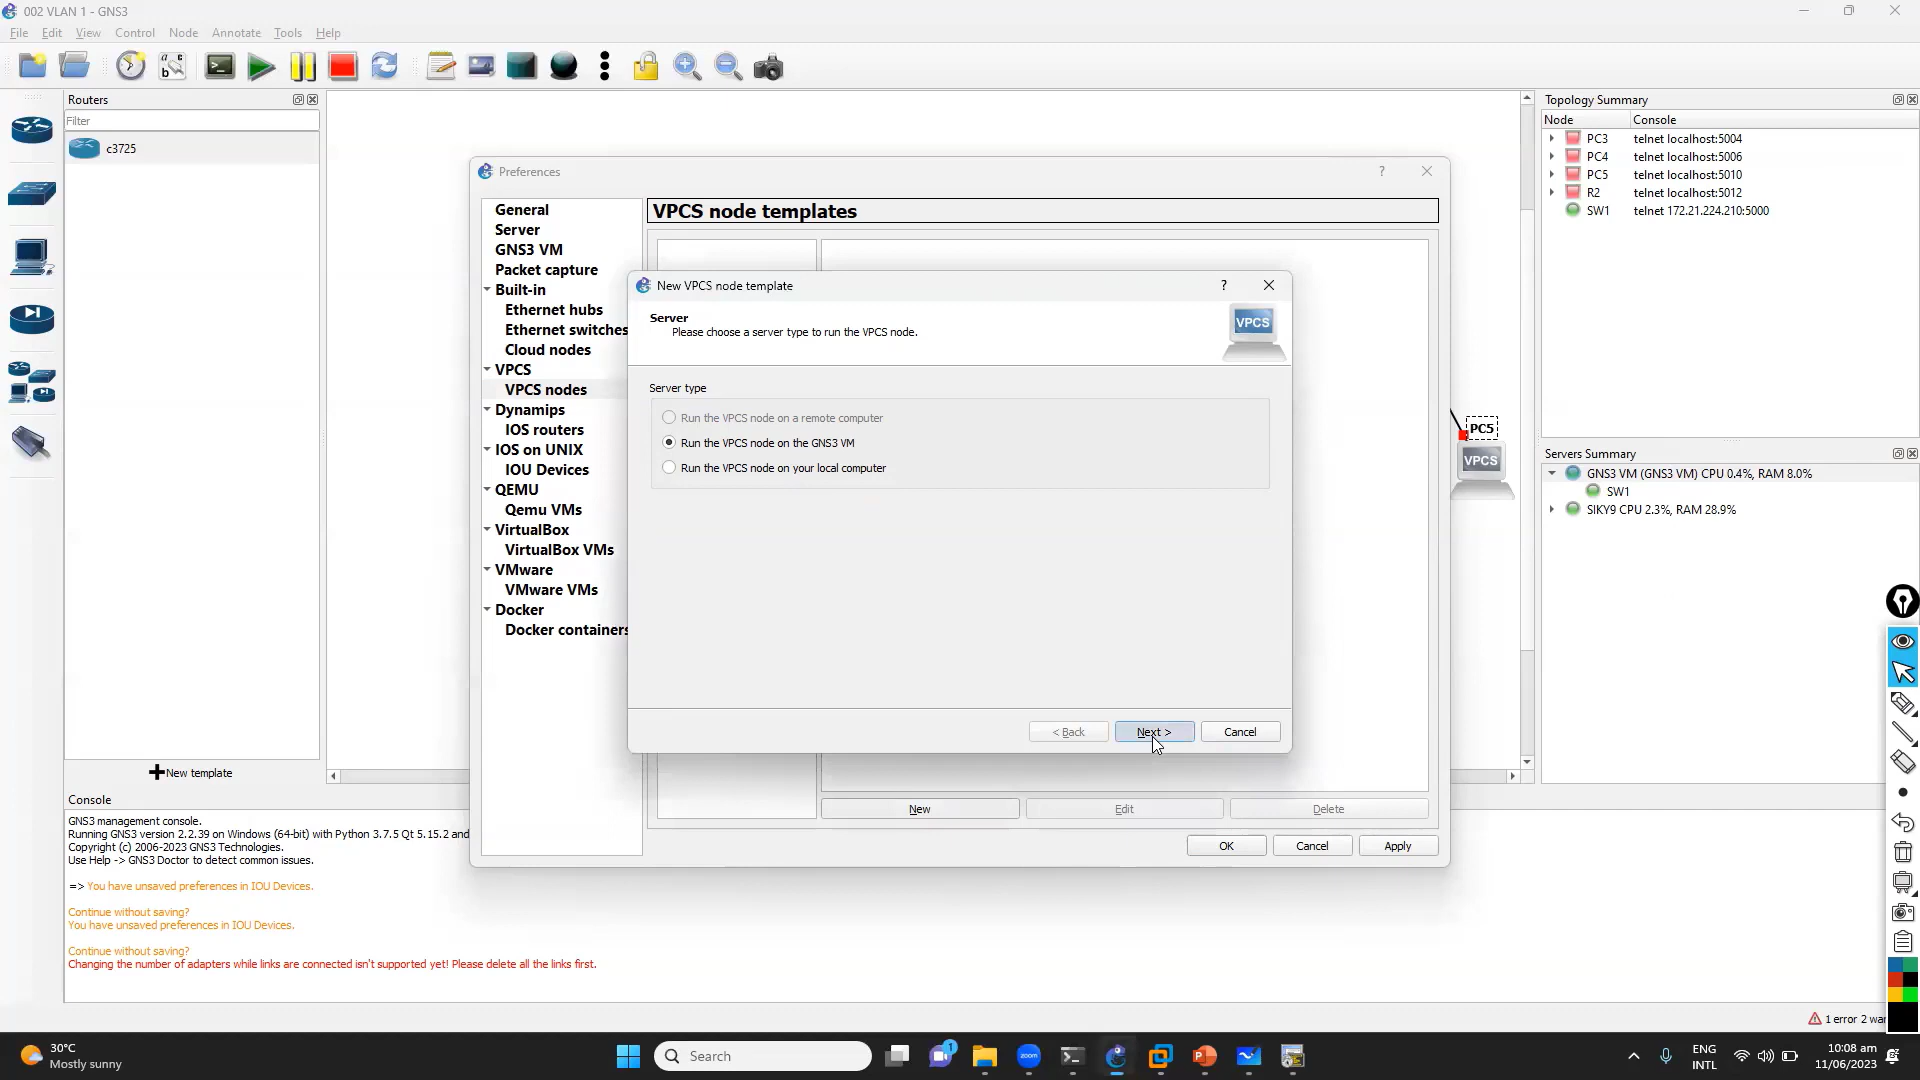 002 VLAN 1 - GNS3
File Edit View Control Node Annotate Tools Help
a b c
Routers
Filter
c3725
New template
Preferences
General
Server
GNS3 VM
Packet capture
Built-in
Ethernet hubs
Ethernet switches
Cloud nodes
VPCS
VPCS nodes
Dynamips
IOS routers
IOS on UNIX
IOU Devices
QEMU
Qemu VMs
VirtualBox
VirtualBox VMs
VMware
VMware VMs
Docker
Docker containers
VPCS node templates
New VPCS node template
Server
Please choose a server type to run the VPCS node.
VPCS
Server type
Run the VPCS node on a remote computer
Run the VPCS node on the GNS3 VM
Run the VPCS node on your local computer
< Back Next > Cancel
New Edit Delete
OK Cancel Apply
PC5
VPCS
Topology Summary
Node Console
PC3 telnet localhost:5004
PC4 telnet localhost:5006
PC5 telnet localhost:5010
R2 telnet localhost:5012
SW1 telnet 172.21.224.210:5000
Servers Summary
GNS3 VM (GNS3 VM) CPU 0.4%, RAM 8.0%
SW1
SIKY9 CPU 2.3%, RAM 28.9%
Console
GNS3 management console.
Running GNS3 version 2.2.39 on Windows (64-bit) with Python 3.7.5 Qt 5.15.2 and
Copyright (c) 2006-2023 GNS3 Technologies.
Use Help -> GNS3 Doctor to detect common issues.
=> You have unsaved preferences in IOU Devices.
Continue without saving?
You have unsaved preferences in IOU Devices.
Continue without saving?
Changing the number of adapters while links are connected isn't supported yet! Please delete all the links first.
1 error 2 war
30°C
Mostly sunny
Search
1
zoom
ENG
INTL
10:08 am
11/06/2023